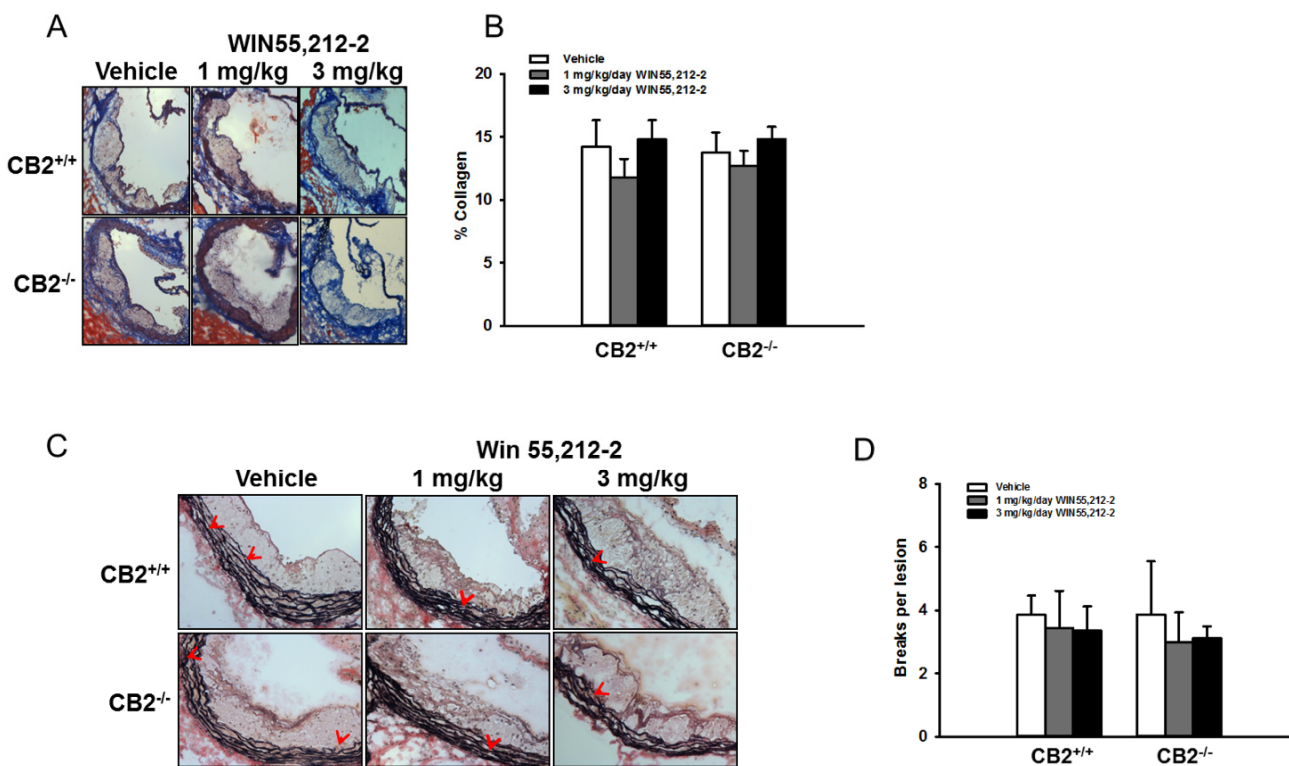 A
WIN55,212-2
Vehicle 1 mg/kg 3 mg/kg
CB2+/+
CB2-/-
B
Vehicle
1 mg/kg/day WIN55,212-2
3 mg/kg/day WIN55,212-2
20
15
10
5
0
% Collagen
CB2+/+ CB2-/-
C
Win 55,212-2
Vehicle 1 mg/kg 3 mg/kg
CB2+/+
CB2-/-
D
Vehicle
1 mg/kg/day WIN55,212-2
3 mg/kg/day WIN55,212-2
8
6
4
2
0
Breaks per lesion
CB2+/+ CB2-/-